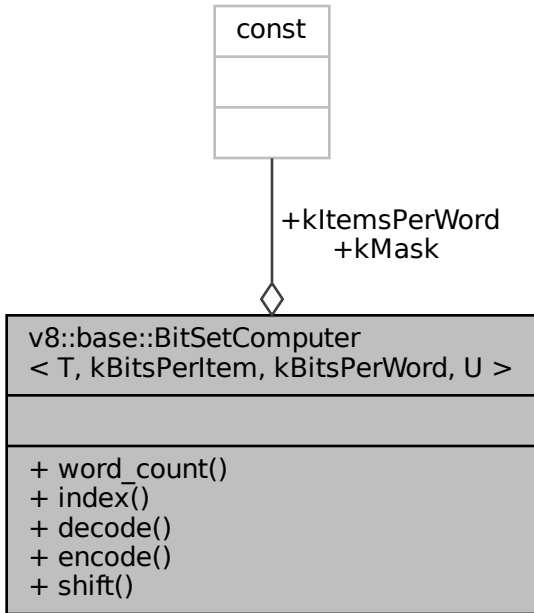 const
+kItemsPerWord
+kMask
v8::base::BitSetComputer
< T, kBitsPerItem, kBitsPerWord, U >
+ word_count()
+ index()
+ decode()
+ encode()
+ shift()